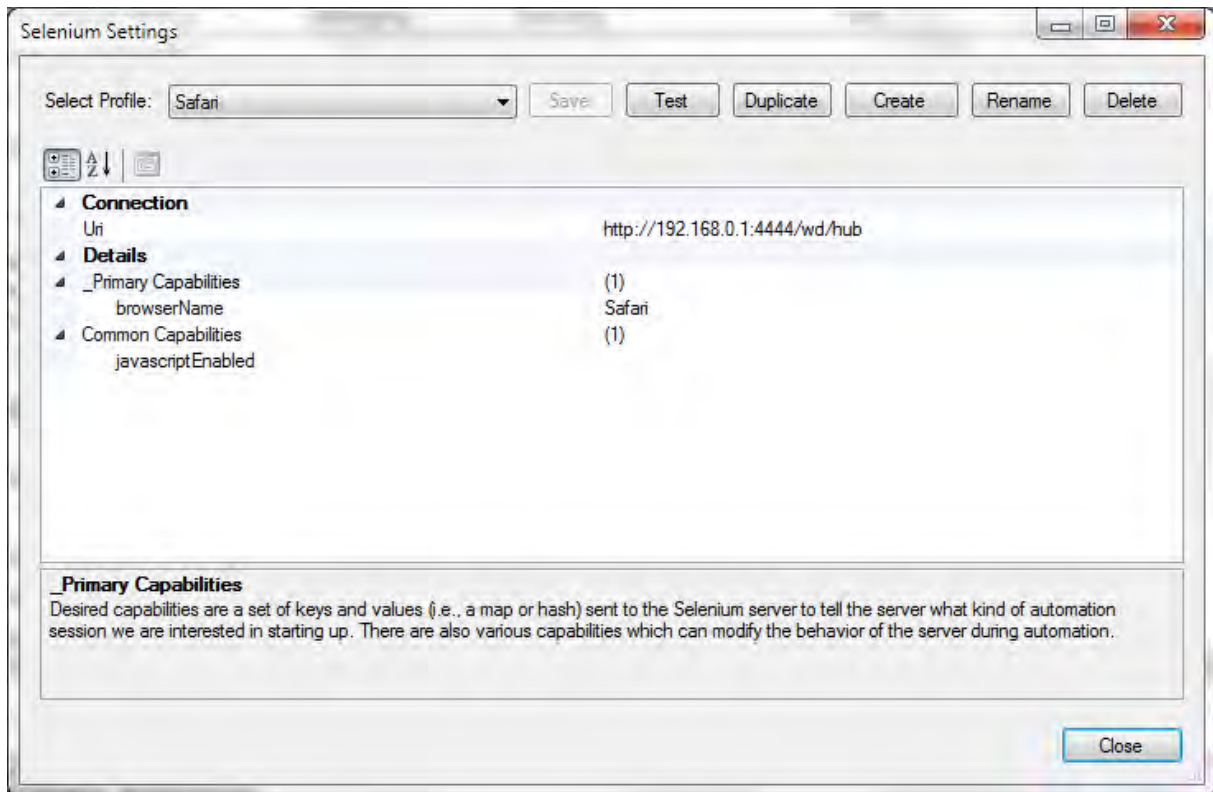 Selenium Settings
Select Profile: Safari Save Test Duplicate Create Rename Delete
Connection
Uri http://192.168.0.1:4444/wd/hub
Details
_Primary Capabilities (1)
browserName Safari
Common Capabilities (1)
javascriptEnabled
_Primary Capabilities
Desired capabilities are a set of keys and values (i.e., a map or hash) sent to the Selenium server to tell the server what kind of automation
session we are interested in starting up. There are also various capabilities which can modify the behavior of the server during automation.
Close